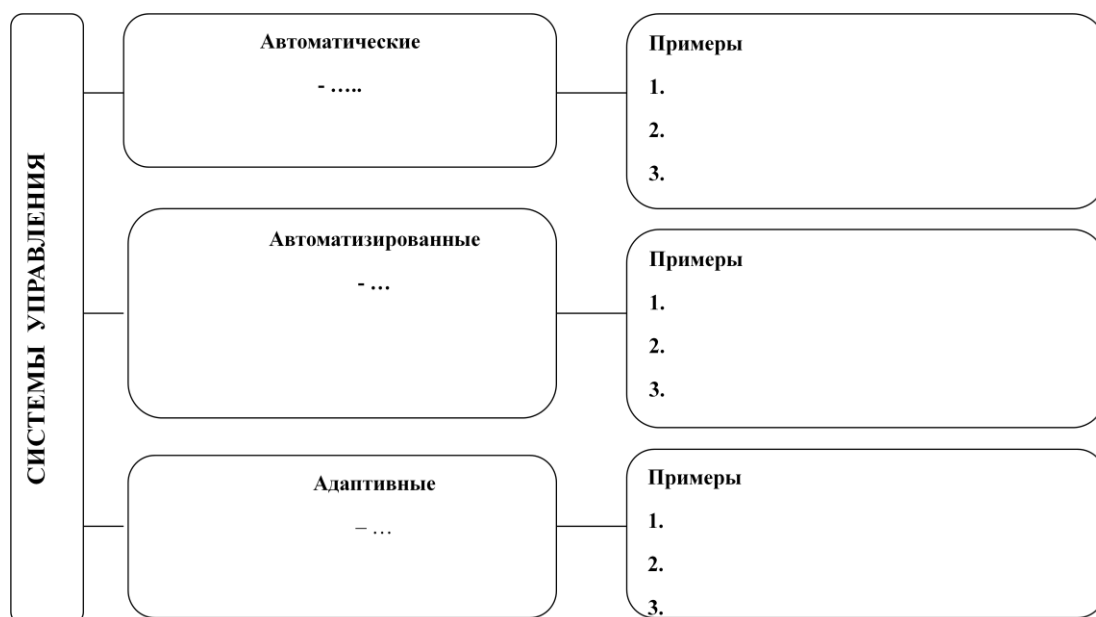 СИСТЕМЫ УПРАВЛЕНИЯ
Автоматические
- …..
Примеры
1.
2.
3.
Автоматизированные
- …
Примеры
1.
2.
3.
Адаптивные
– …
Примеры
1.
2.
3.